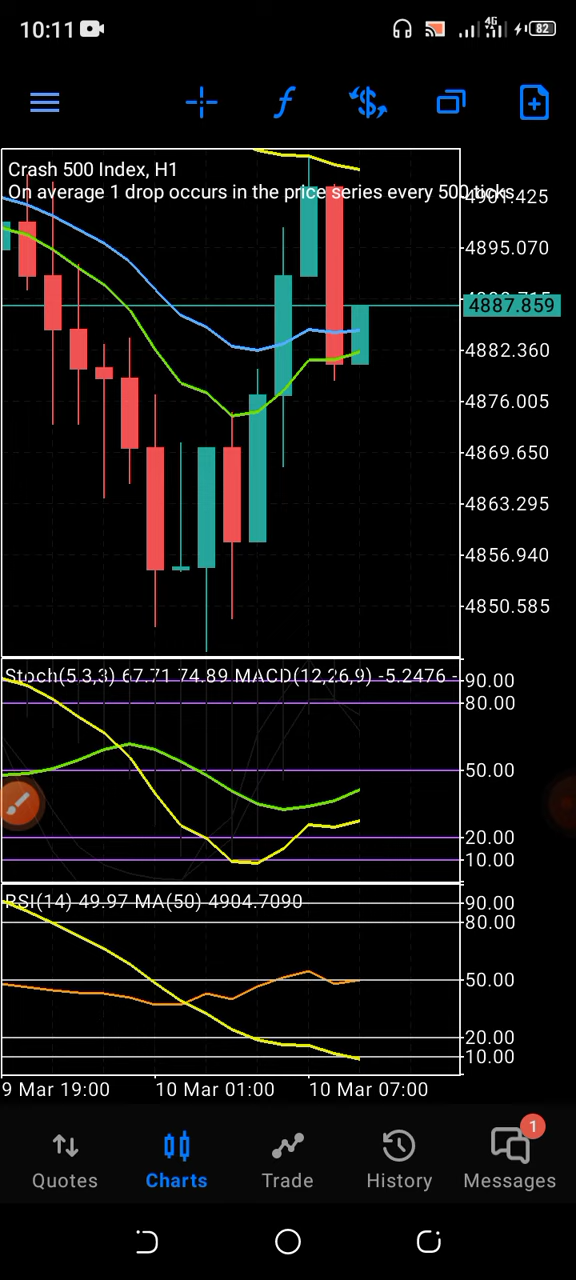 10:11 4G 82
Crash 500 Index, H1
On average 1 drop occurs in the price series every 500 ticks.
4901.425
4895.070
4887.859
4882.360
4876.005
4869.650
4863.295
4856.940
4850.585
Stoch(5,3,3) 67.71 74.89 MACD(12,26,9) -5.2476 -
90.00
80.00
50.00
20.00
10.00
RSI(14) 49.97 MA(50) 4904.7090
90.00
80.00
50.00
20.00
10.00
9 Mar 19:00 10 Mar 01:00 10 Mar 07:00
1
Quotes Charts Trade History Messages